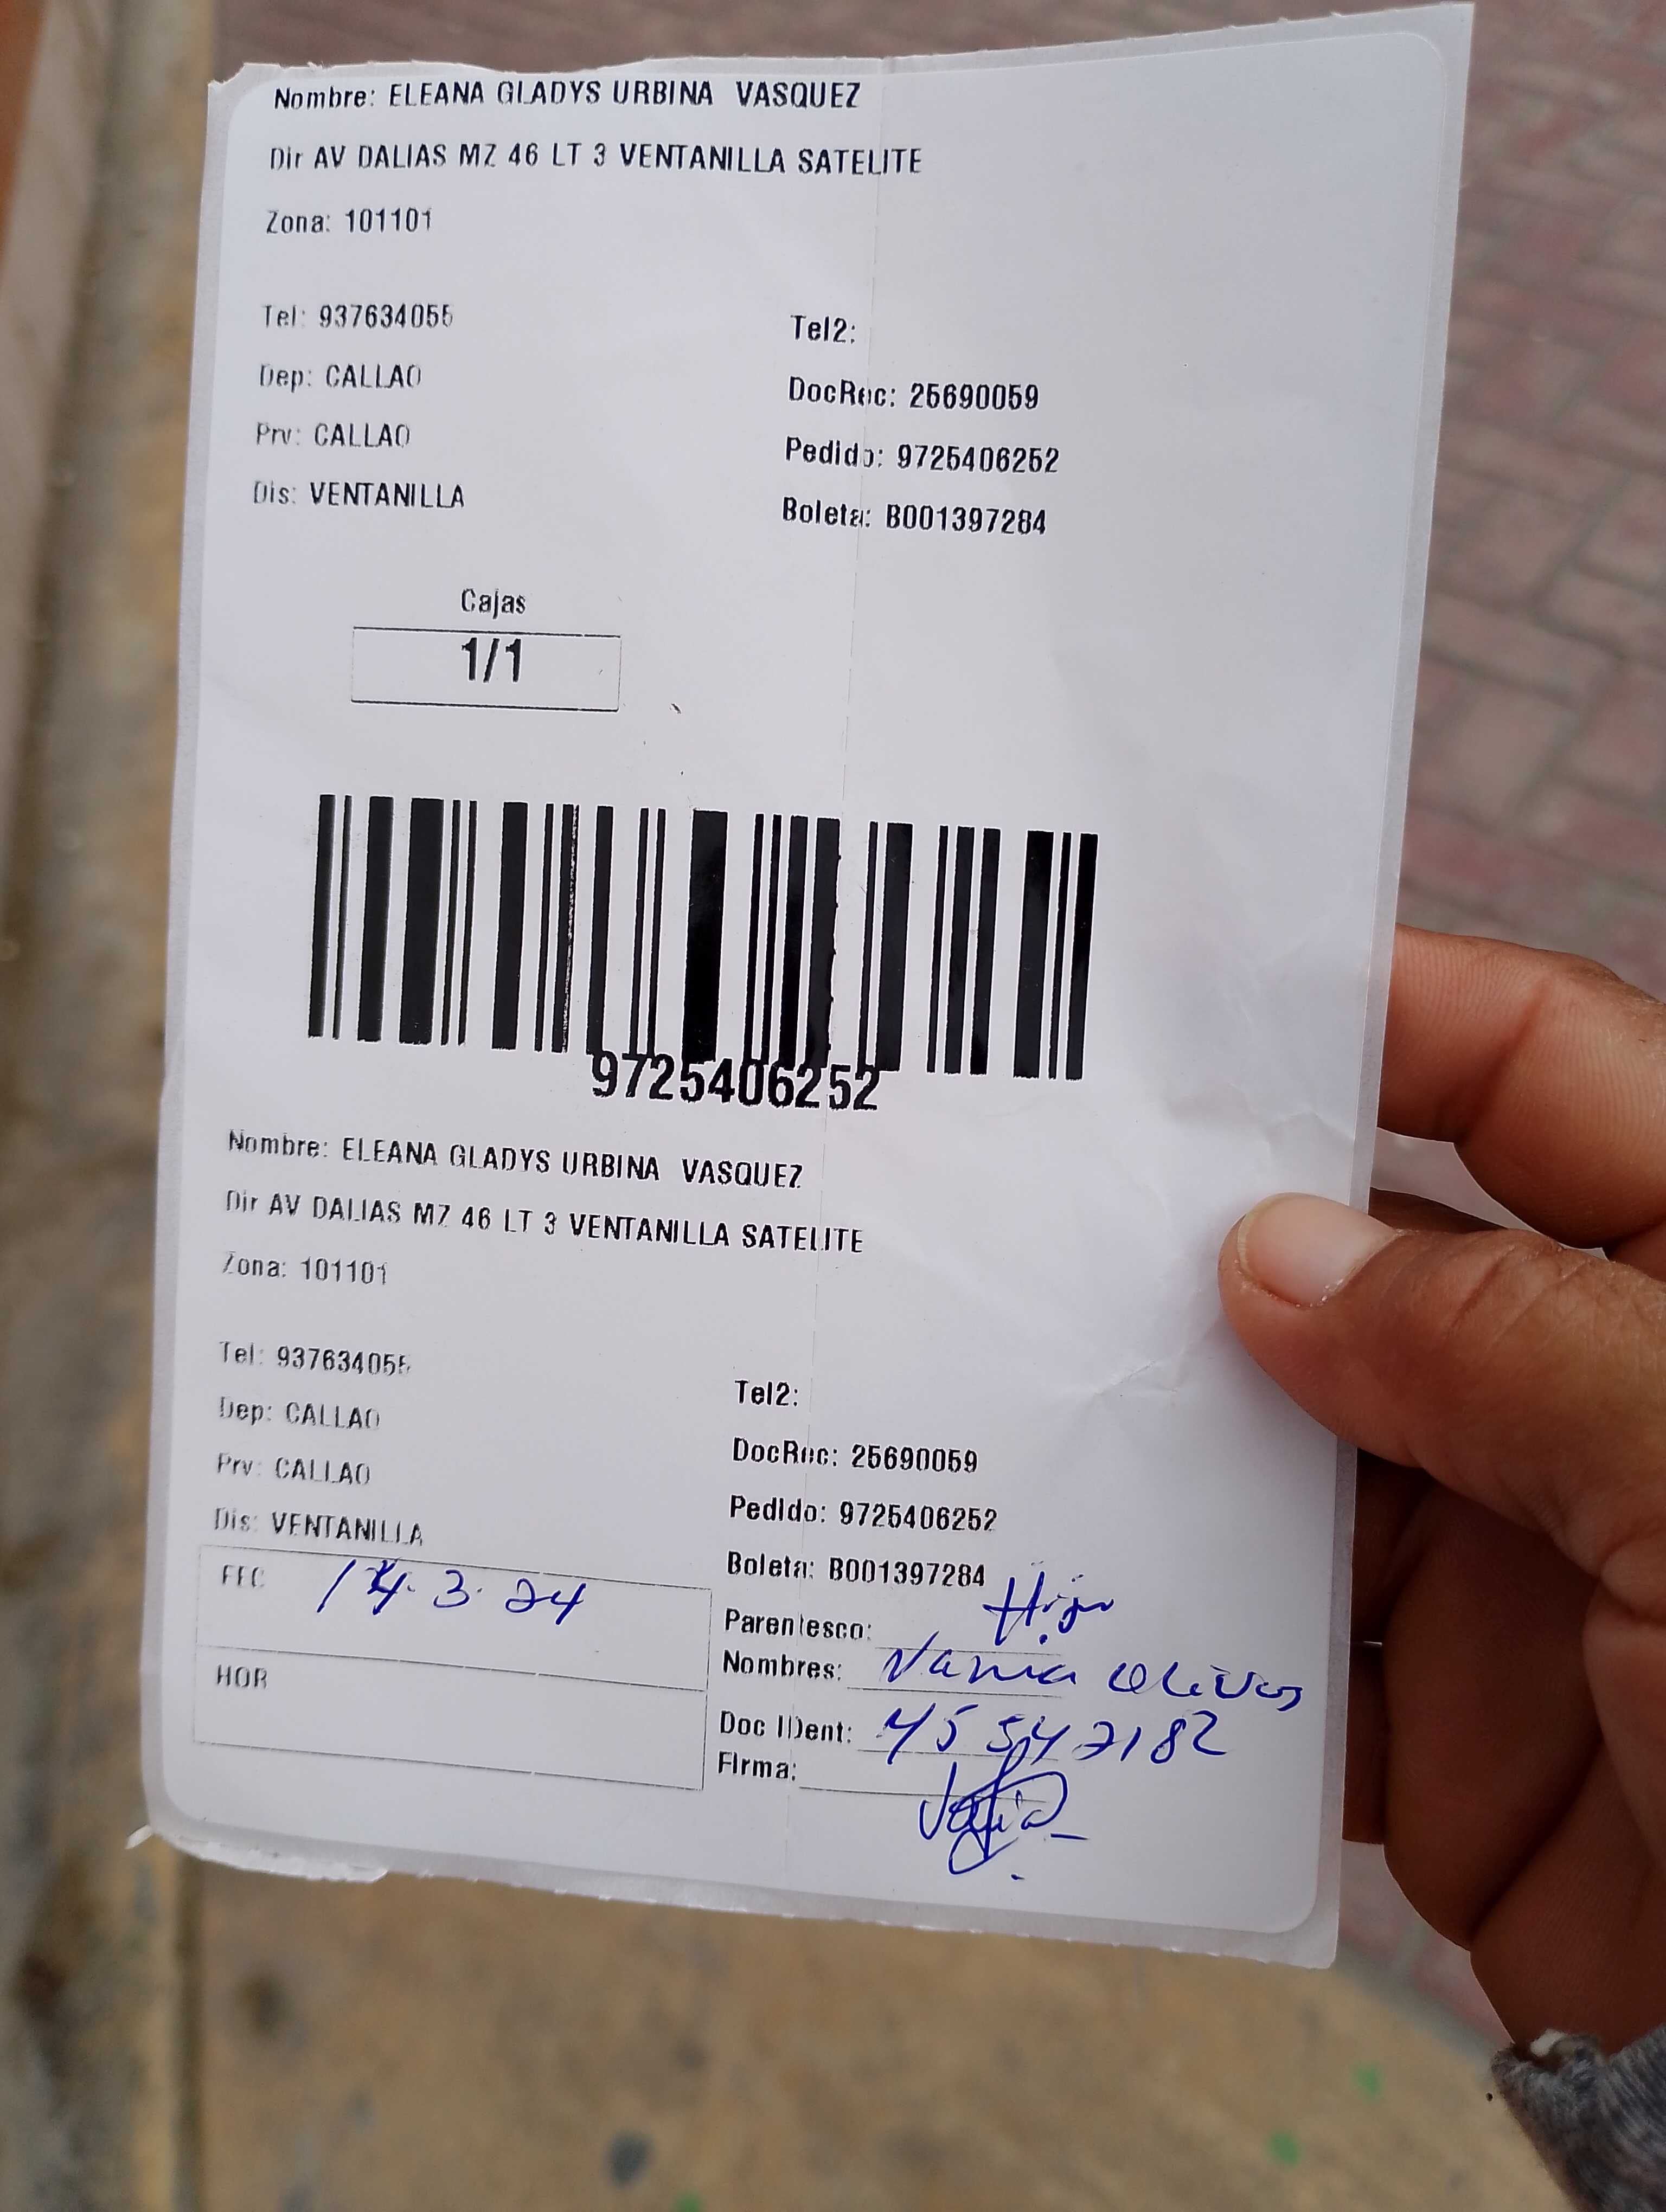 Nombre: ELEANA GLADYS URBINA VASQUEZ
Dir AV DALIAS MZ 46 LT 3 VENTANILLA SATELITE
Zona: 101101
Tel: 937634055
Tel2:
Dep: CALLAO
DocRec: 25690059
Prv: CALLAO
Pedido: 9725406252
Dis: VENTANILLA
Boleta: B001397284
Cajas
1/1
9725406252
Nombre: ELEANA GLADYS URBINA VASQUEZ
Dir AV DALIAS MZ 46 LT 3 VENTANILLA SATELITE
Zona: 101101
Tel: 937634055
Tel2:
Dep: CALLAO
DocRec: 25690059
Prv: CALLAO
Pedido: 9725406252
Dis: VENTANILLA
Boleta: B001397284
FEC 14.3.24
Parentesco:
Nombres: Vania Olivos
HOR
Doc IDent: 45542182
Firma: